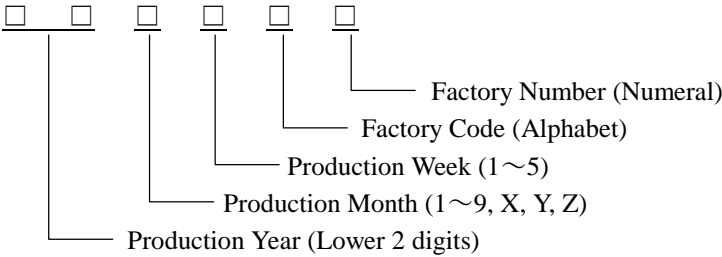 □ □ □ □ □ □
Factory Number (Numeral)
Factory Code (Alphabet)
Production Week (1～5)
Production Month (1～9, X, Y, Z)
Production Year (Lower 2 digits)